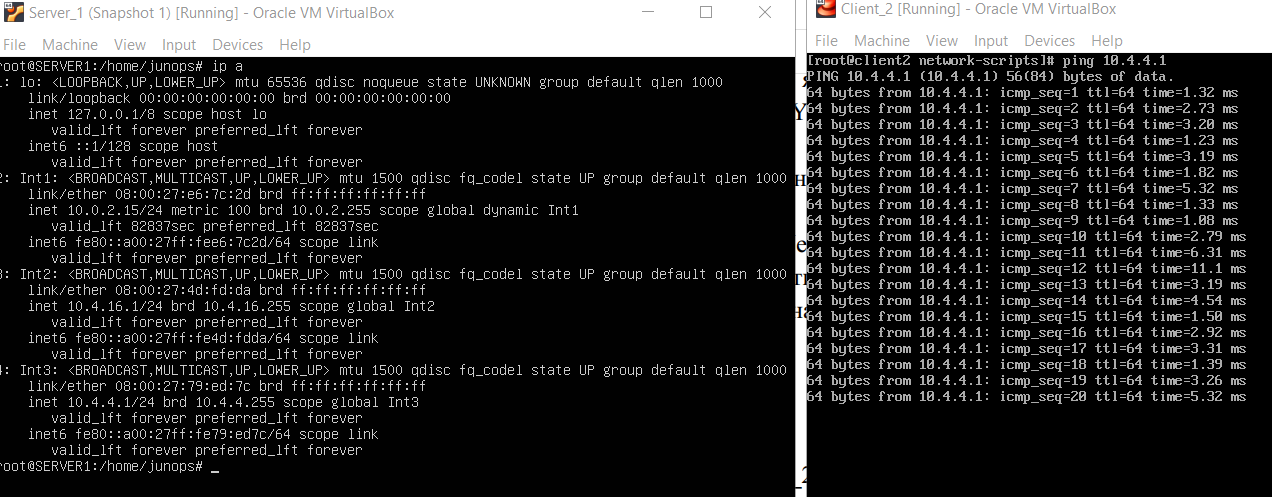 Server_1 (Snapshot 1) [Running] - Oracle VM VirtualBox
File Machine View Input Devices Help
root@SERVER1:/home/junops# ip a
1: lo: <LOOPBACK,UP,LOWER_UP> mtu 65536 qdisc noqueue state UNKNOWN group default qlen 1000
link/loopback 00:00:00:00:00:00 brd 00:00:00:00:00:00
inet 127.0.0.1/8 scope host lo
valid_lft forever preferred_lft forever
inet6 ::1/128 scope host
valid_lft forever preferred_lft forever
2: Int1: <BROADCAST,MULTICAST,UP,LOWER_UP> mtu 1500 qdisc fq_codel state UP group default qlen 1000
link/ether 08:00:27:e6:7c:2d brd ff:ff:ff:ff:ff:ff
inet 10.0.2.15/24 metric 100 brd 10.0.2.255 scope global dynamic Int1
valid_lft 82837sec preferred_lft 82837sec
inet6 fe80::a00:27ff:fee6:7c2d/64 scope link
valid_lft forever preferred_lft forever
3: Int2: <BROADCAST,MULTICAST,UP,LOWER_UP> mtu 1500 qdisc fq_codel state UP group default qlen 1000
link/ether 08:00:27:4d:fd:da brd ff:ff:ff:ff:ff:ff
inet 10.4.16.1/24 brd 10.4.16.255 scope global Int2
valid_lft forever preferred_lft forever
inet6 fe80::a00:27ff:fe4d:fdda/64 scope link
valid_lft forever preferred_lft forever
4: Int3: <BROADCAST,MULTICAST,UP,LOWER_UP> mtu 1500 qdisc fq_codel state UP group default qlen 1000
link/ether 08:00:27:79:ed:7c brd ff:ff:ff:ff:ff:ff
inet 10.4.4.1/24 brd 10.4.4.255 scope global Int3
valid_lft forever preferred_lft forever
inet6 fe80::a00:27ff:fe79:ed7c/64 scope link
valid_lft forever preferred_lft forever
root@SERVER1:/home/junops# _
Client_2 [Running] - Oracle VM VirtualBox
File Machine View Input Devices Help
[root@client2 network-scripts]# ping 10.4.4.1
PING 10.4.4.1 (10.4.4.1) 56(84) bytes of data.
64 bytes from 10.4.4.1: icmp_seq=1 ttl=64 time=1.32 ms
64 bytes from 10.4.4.1: icmp_seq=2 ttl=64 time=2.73 ms
64 bytes from 10.4.4.1: icmp_seq=3 ttl=64 time=3.20 ms
64 bytes from 10.4.4.1: icmp_seq=4 ttl=64 time=1.23 ms
64 bytes from 10.4.4.1: icmp_seq=5 ttl=64 time=3.19 ms
64 bytes from 10.4.4.1: icmp_seq=6 ttl=64 time=1.82 ms
64 bytes from 10.4.4.1: icmp_seq=7 ttl=64 time=5.32 ms
64 bytes from 10.4.4.1: icmp_seq=8 ttl=64 time=1.33 ms
64 bytes from 10.4.4.1: icmp_seq=9 ttl=64 time=1.08 ms
64 bytes from 10.4.4.1: icmp_seq=10 ttl=64 time=2.79 ms
64 bytes from 10.4.4.1: icmp_seq=11 ttl=64 time=6.31 ms
64 bytes from 10.4.4.1: icmp_seq=12 ttl=64 time=11.1 ms
64 bytes from 10.4.4.1: icmp_seq=13 ttl=64 time=3.19 ms
64 bytes from 10.4.4.1: icmp_seq=14 ttl=64 time=4.54 ms
64 bytes from 10.4.4.1: icmp_seq=15 ttl=64 time=1.50 ms
64 bytes from 10.4.4.1: icmp_seq=16 ttl=64 time=2.92 ms
64 bytes from 10.4.4.1: icmp_seq=17 ttl=64 time=3.31 ms
64 bytes from 10.4.4.1: icmp_seq=18 ttl=64 time=1.39 ms
64 bytes from 10.4.4.1: icmp_seq=19 ttl=64 time=3.26 ms
64 bytes from 10.4.4.1: icmp_seq=20 ttl=64 time=5.32 ms